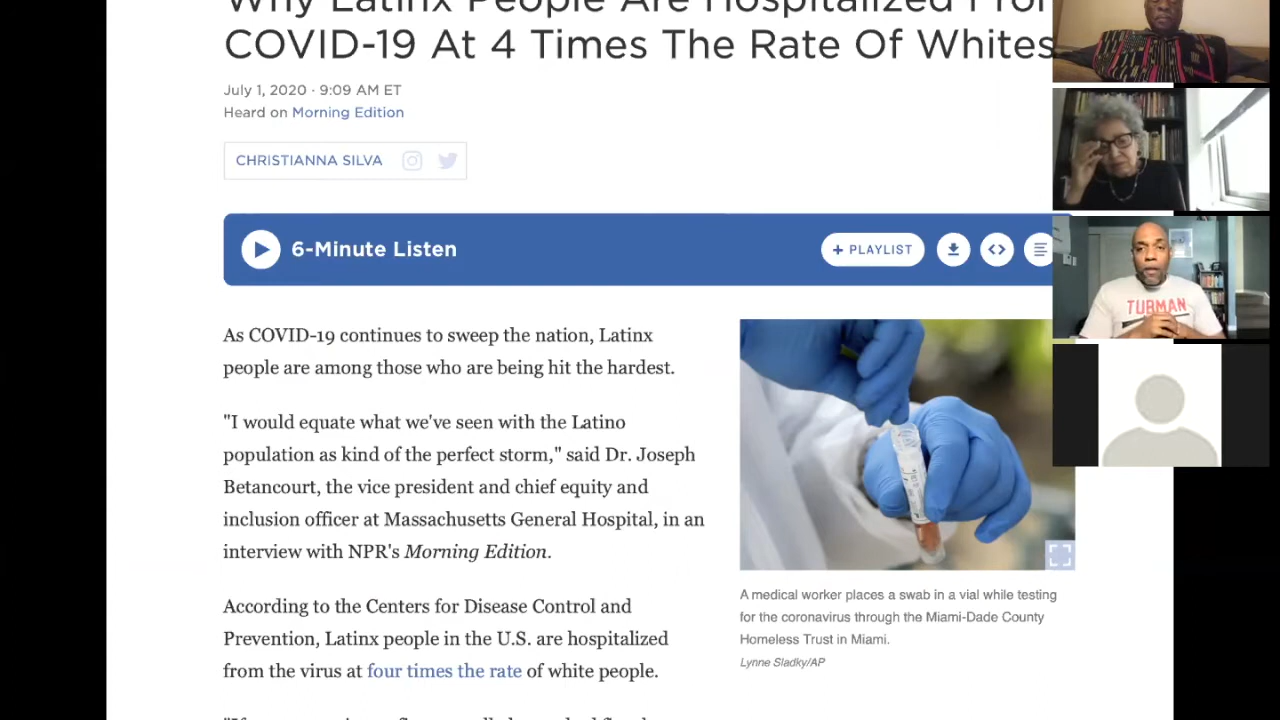 Why Latinx People Are Hospitalized From
COVID-19 At 4 Times The Rate Of Whites
July 1, 2020 · 9:09 AM ET
Heard on Morning Edition
CHRISTIANNA SILVA
6-Minute Listen
+ PLAYLIST
TUBMAN
As COVID-19 continues to sweep the nation, Latinx
people are among those who are being hit the hardest.
"I would equate what we've seen with the Latino
population as kind of the perfect storm," said Dr. Joseph
Betancourt, the vice president and chief equity and
inclusion officer at Massachusetts General Hospital, in an
interview with NPR's Morning Edition.
According to the Centers for Disease Control and
Prevention, Latinx people in the U.S. are hospitalized
from the virus at four times the rate of white people.
A medical worker places a swab in a vial while testing
for the coronavirus through the Miami-Dade County
Homeless Trust in Miami.
Lynne Sladky/AP